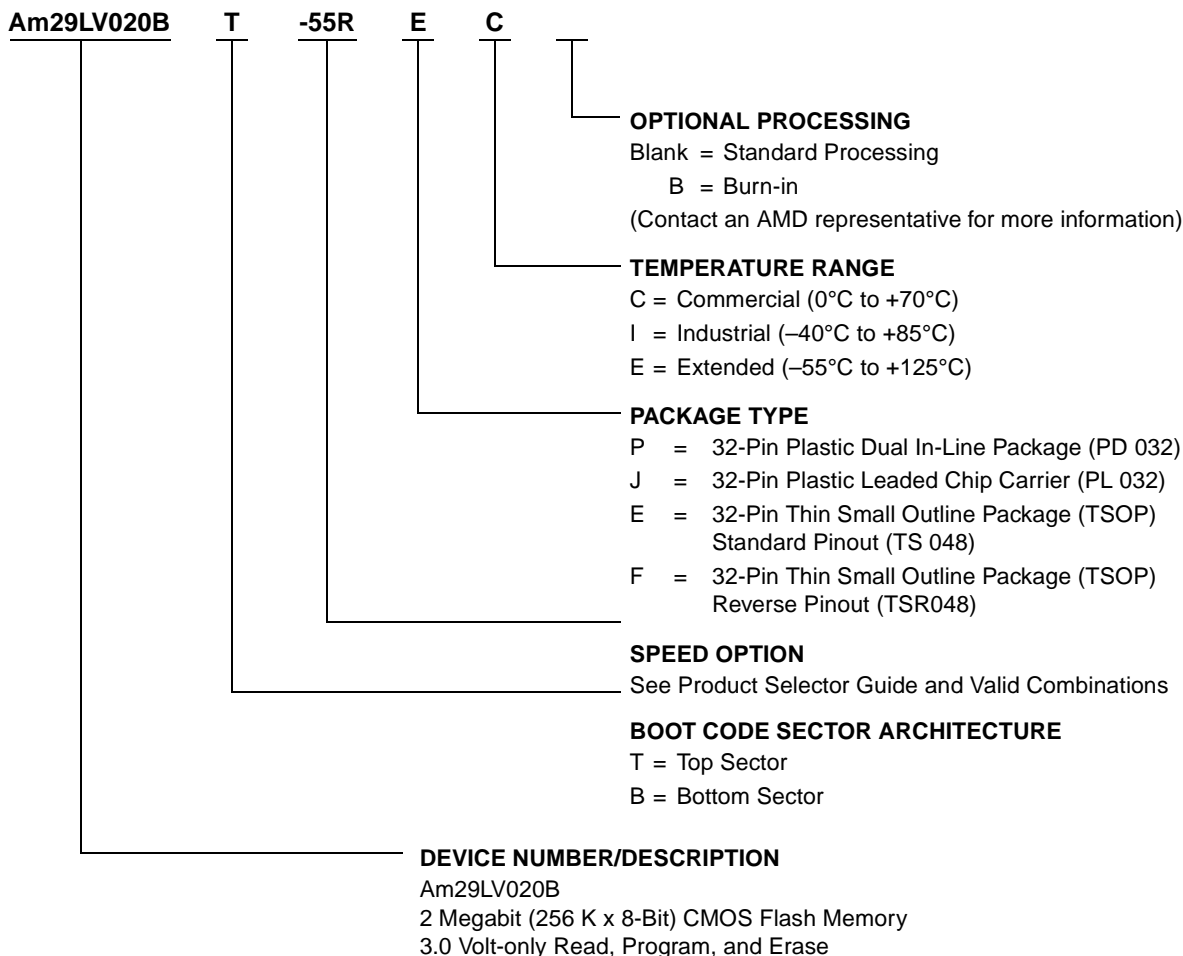 Am29LV020B T -55R E C
OPTIONAL PROCESSING
Blank = Standard Processing
B = Burn-in
(Contact an AMD representative for more information)
TEMPERATURE RANGE
C = Commercial (0°C to +70°C)
I = Industrial (–40°C to +85°C)
E = Extended (–55°C to +125°C)
PACKAGE TYPE
P = 32-Pin Plastic Dual In-Line Package (PD 032)
J = 32-Pin Plastic Leaded Chip Carrier (PL 032)
E = 32-Pin Thin Small Outline Package (TSOP)
Standard Pinout (TS 048)
F = 32-Pin Thin Small Outline Package (TSOP)
Reverse Pinout (TSR048)
SPEED OPTION
See Product Selector Guide and Valid Combinations
BOOT CODE SECTOR ARCHITECTURE
T = Top Sector
B = Bottom Sector
DEVICE NUMBER/DESCRIPTION
Am29LV020B
2 Megabit (256 K x 8-Bit) CMOS Flash Memory
3.0 Volt-only Read, Program, and Erase